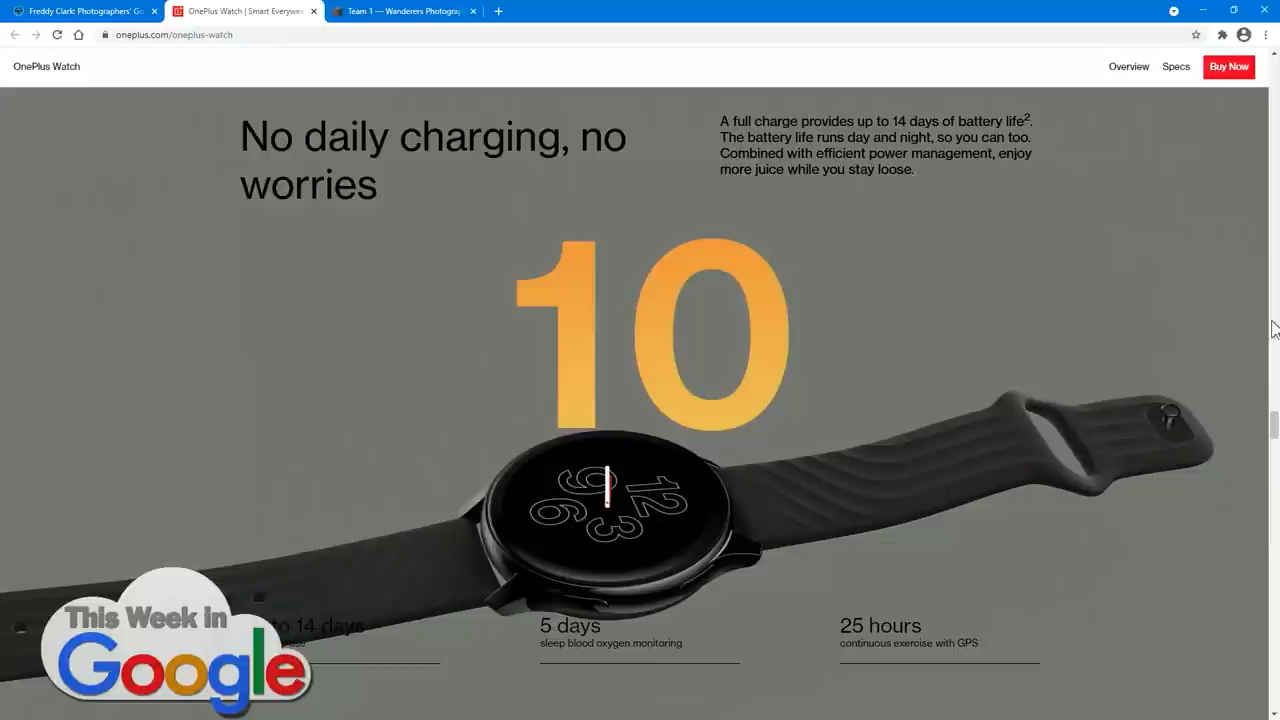 Freddy Clark: Photographers' Go
OnePlus Watch | Smart Everywe
Team 1 — Wanderers Photogra
oneplus.com/oneplus-watch
OnePlus Watch
Overview
Specs
Buy Now
No daily charging, no
worries
A full charge provides up to 14 days of battery life2.
The battery life runs day and night, so you can too.
Combined with efficient power management, enjoy
more juice while you stay loose.
10
12
9
3
6
to 14 days
5 days
sleep blood oxygen monitoring
25 hours
continuous exercise with GPS
This Week in
Google